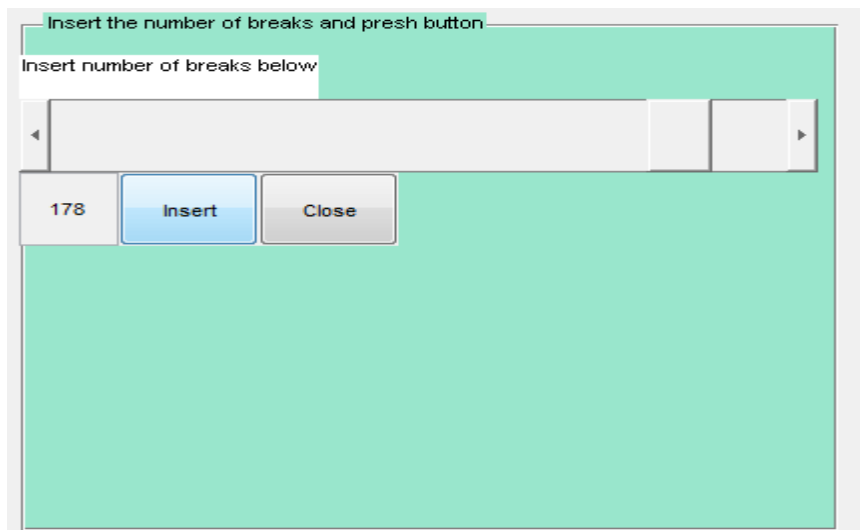 Insert the number of breaks and presh button
Insert number of breaks below
178 Insert Close